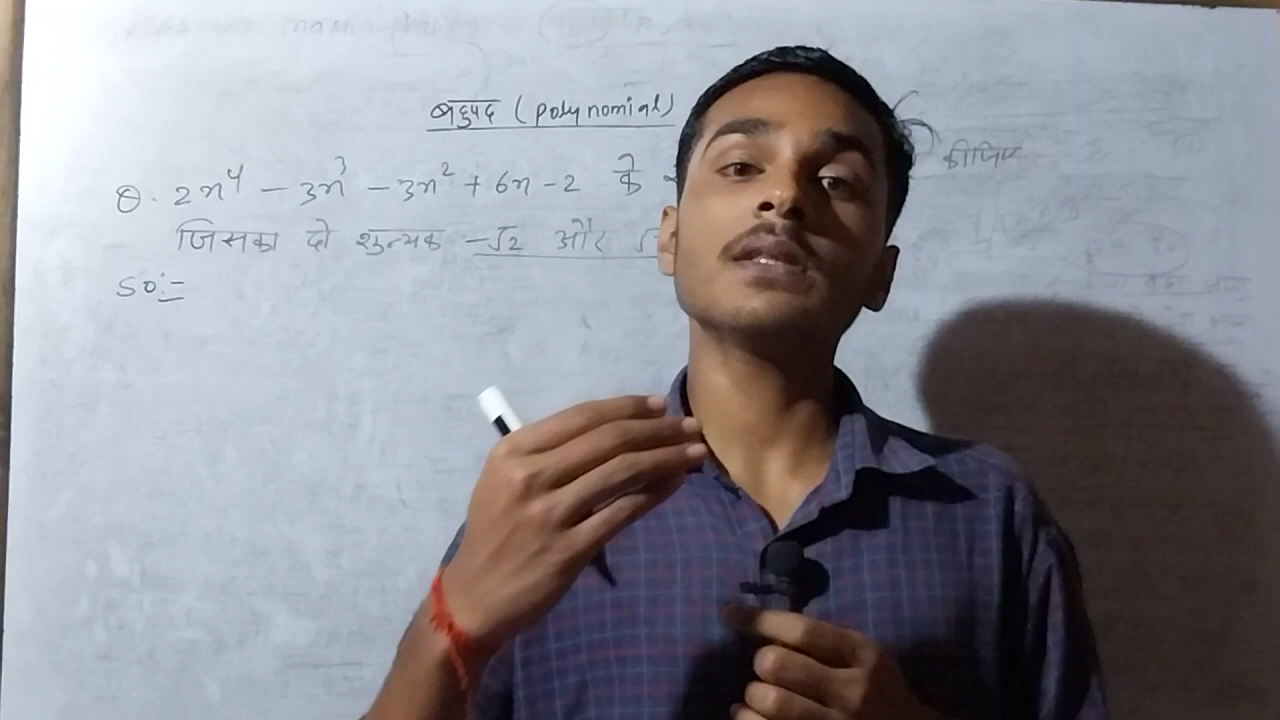 बहुपद (polynomial)
Q. 2x⁴ - 3x³ - 3x² + 6x - 2 के कीजिए
जिसका दो शुन्यक -√2 और √
so:-